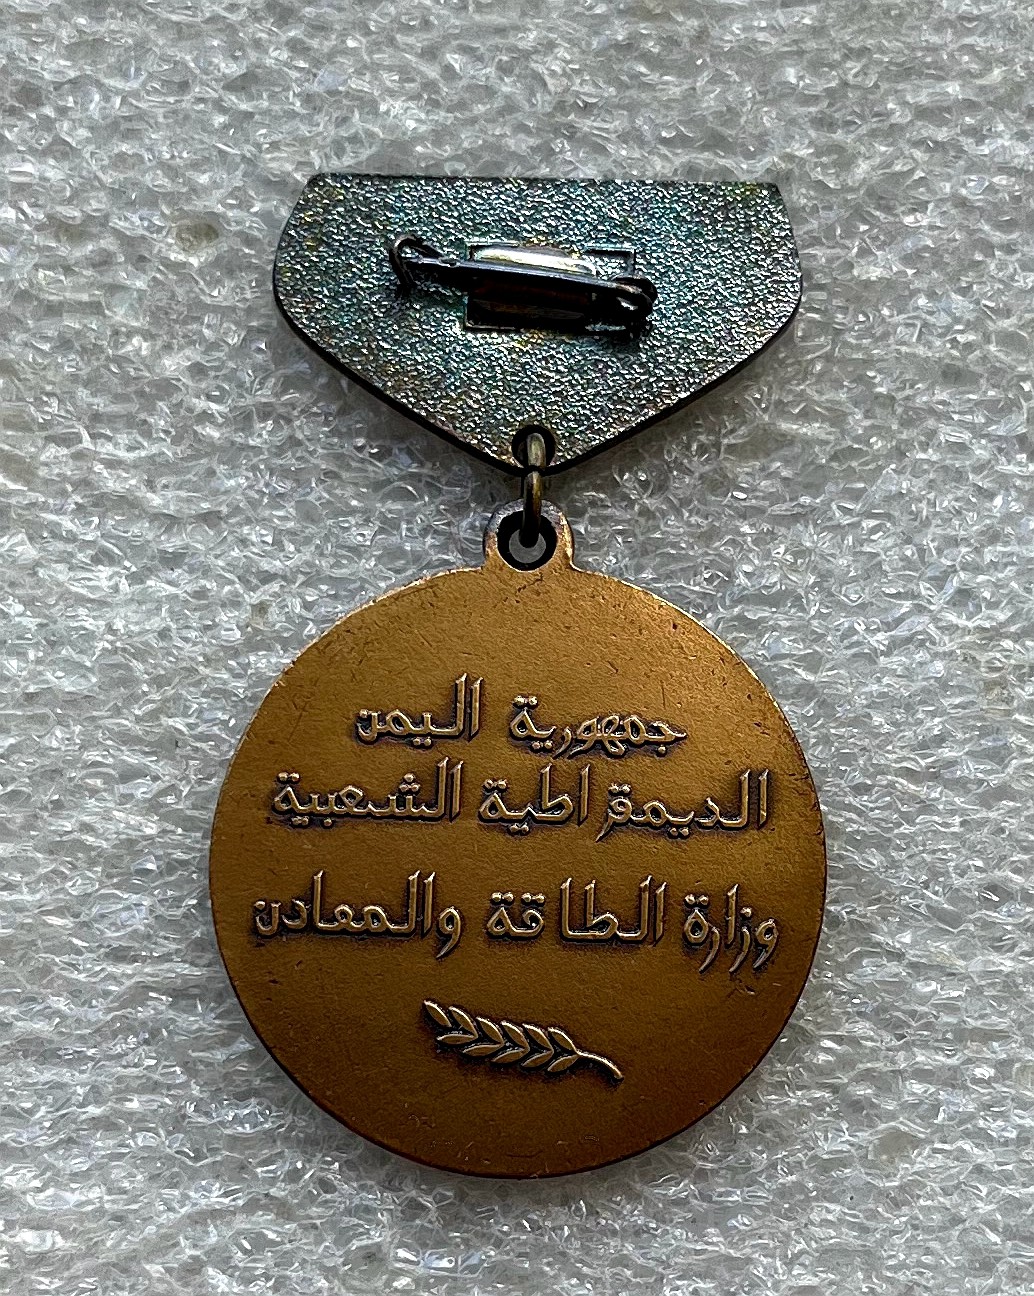 جمهورية اليمن
الديمقراطية الشعبية
وزارة الطاقة والمعادن